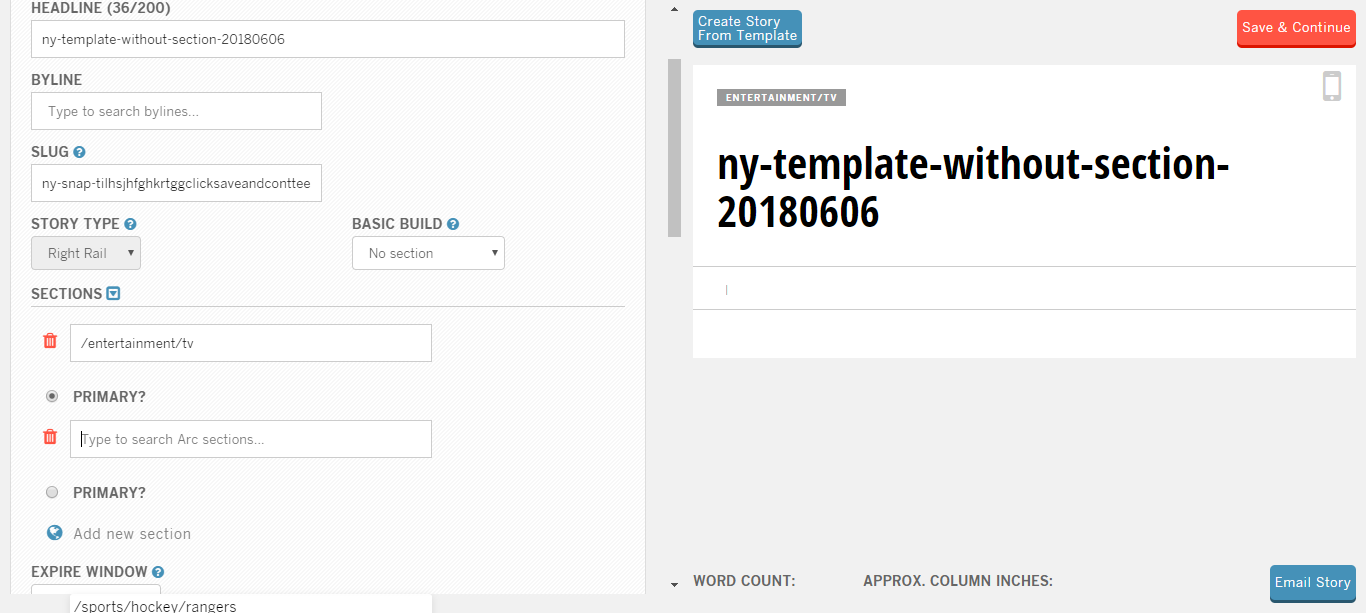 HEADLINE (36/200)
ny-template-without-section-20180606
BYLINE
Type to search bylines...
SLUG
ny-snap-tilhsjhfghkrtggclicksaveandconttee
STORY TYPE
BASIC BUILD
Right Rail
No section
SECTIONS
/entertainment/tv
PRIMARY?
Type to search Arc sections...
PRIMARY?
Add new section
EXPIRE WINDOW
/sports/hockey/rangers
Create Story
From Template
Save & Continue
ENTERTAINMENT/TV
ny-template-without-section-
20180606
WORD COUNT:
APPROX. COLUMN INCHES:
Email Story